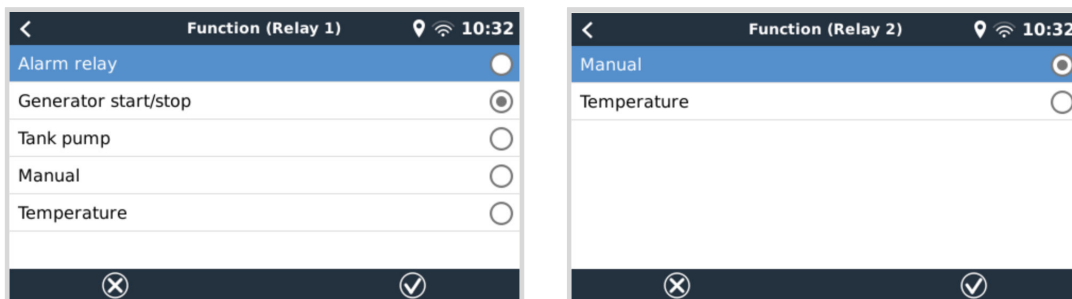 Function (Relay 1) 10:32
Alarm relay
Generator start/stop
Tank pump
Manual
Temperature
Function (Relay 2) 10:32
Manual
Temperature